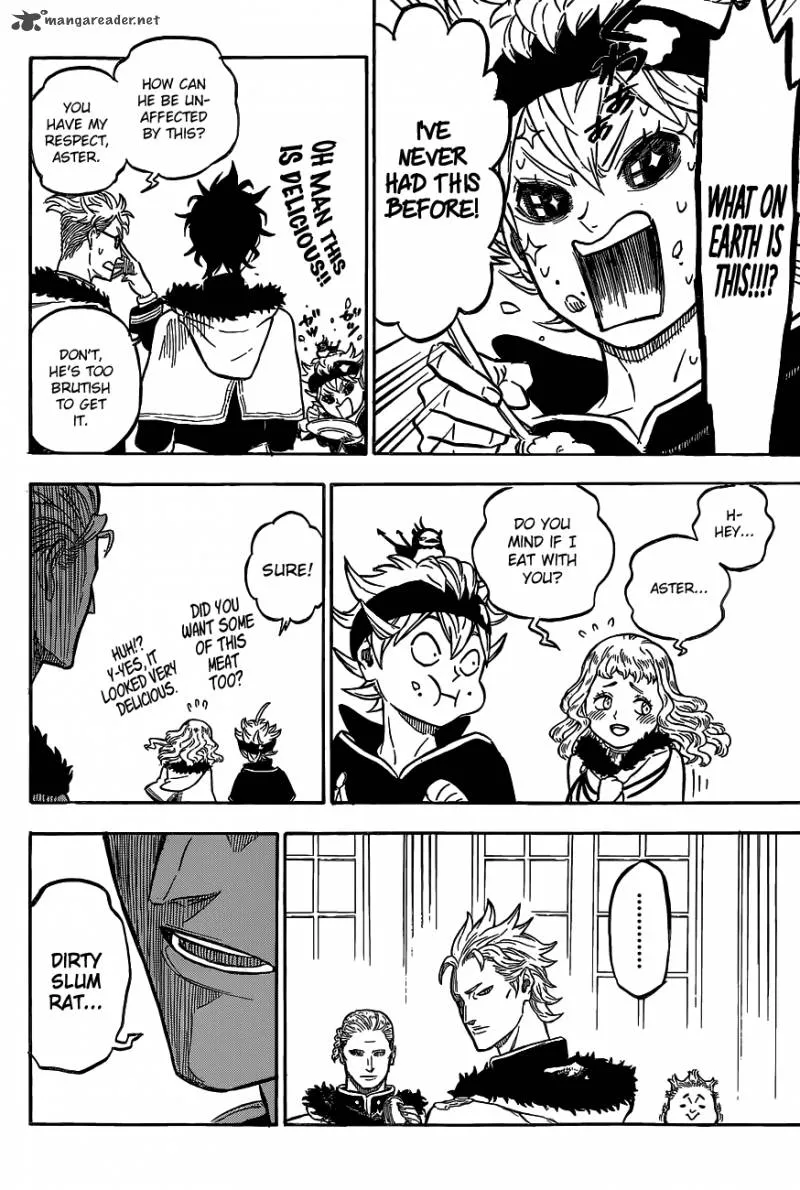 mangareader.net
WHAT ON
EARTH IS
THIS!!!?
I'VE
NEVER
HAD THIS
BEFORE!
OH MAN THIS
IS DELICIOUS!!
HOW CAN
HE BE UN-
AFFECTED
BY THIS?
YOU
HAVE MY
RESPECT,
ASTER.
DON'T,
HE'S TOO
BRUTISH
TO GET
IT.
H-
HEY...
ASTER...
DO YOU
MIND IF I
EAT WITH
YOU?
SURE!
DID YOU
WANT SOME
OF THIS
MEAT
TOO?
HUH!?
Y-YES, IT
LOOKED VERY
DELICIOUS.
.........
DIRTY
SLUM
RAT...